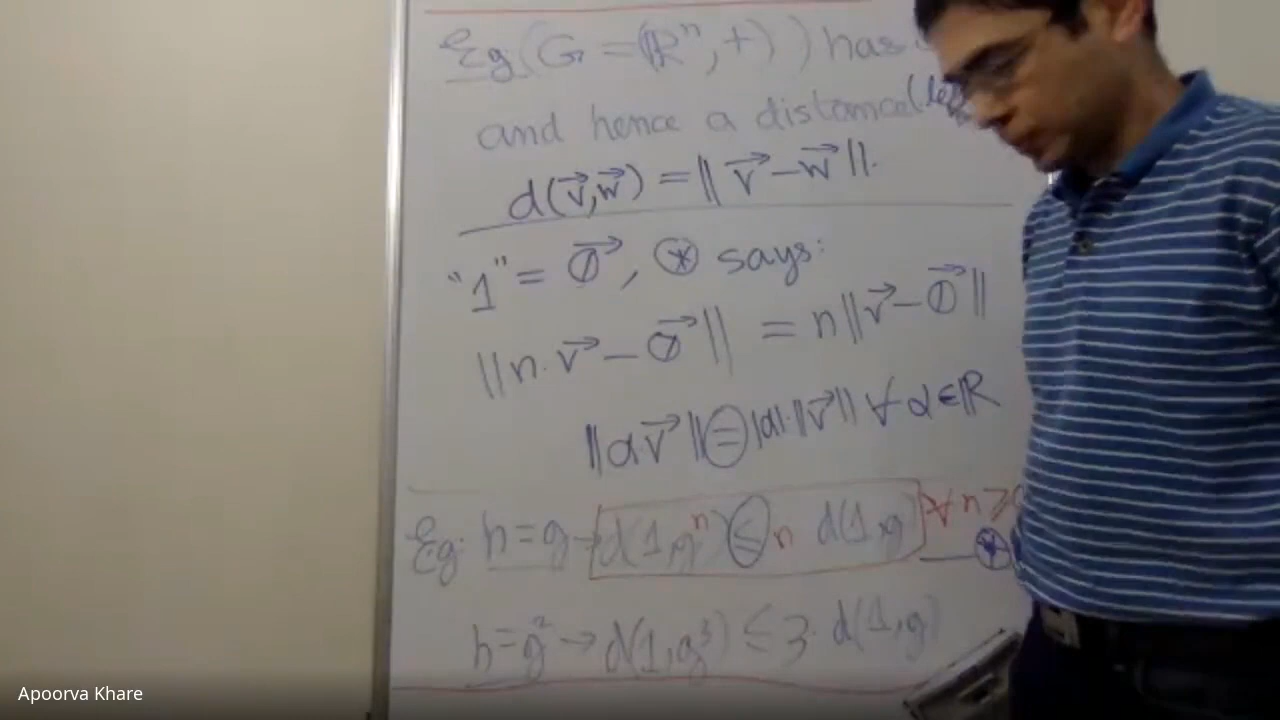 Eg (G = (ℝⁿ, +)) has
and hence a distance
d(v⃗, w⃗) = ‖ v⃗ − w⃗ ‖.
"1" = 0⃗, ⊛ says:
‖n · v⃗ − 0⃗‖ = n‖v⃗ − 0⃗‖
‖α v⃗‖ = |α|·‖v⃗‖ ∀ α ∈ ℝ
Eg: h = g → d(1, gⁿ) ≤ n d(1, g) ∀ n ≥
⊛
h = g² → d(1, g³) ≤ 3 · d(1, g)
Apoorva Khare